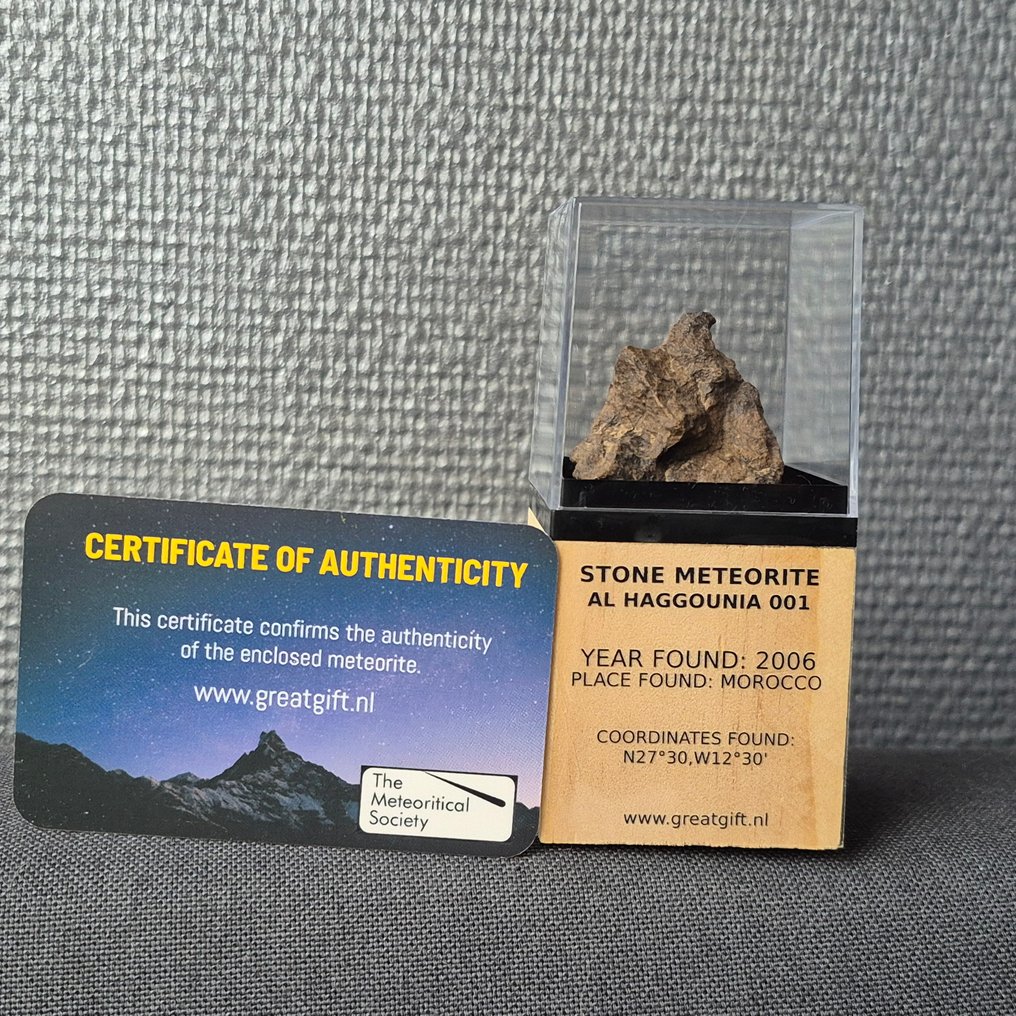 CERTIFICATE OF AUTHENTICITY
This certificate confirms the authenticity
of the enclosed meteorite.
www.greatgift.nl
The
Meteoritical
Society
STONE METEORITE
AL HAGGOUNIA 001
YEAR FOUND: 2006
PLACE FOUND: MOROCCO
COORDINATES FOUND:
N27°30,W12°30'
www.greatgift.nl